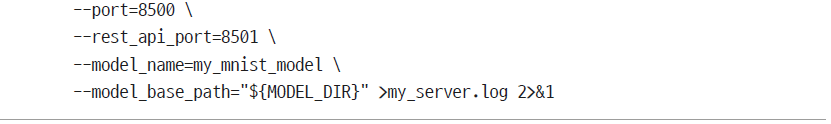 --port=8500 \
--rest_api_port=8501 \
--model_name=my_mnist_model \
--model_base_path="${MODEL_DIR}" >my_server.log 2>&1